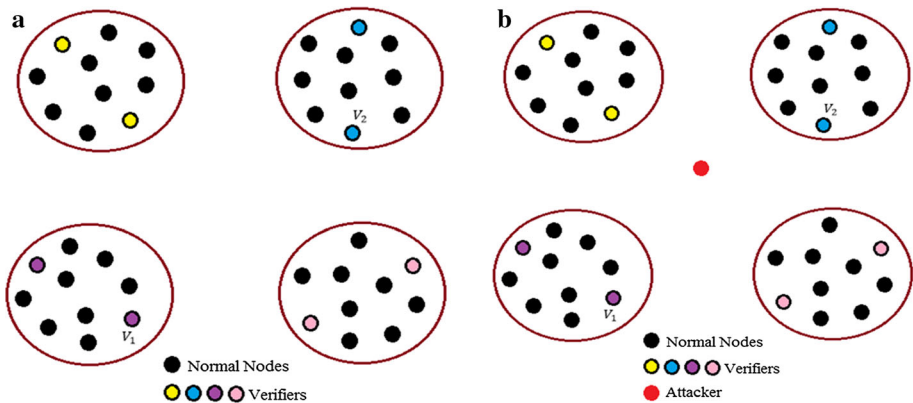 a
b
V₂
V₂
V₁
V₁
Normal Nodes
Verifiers
Normal Nodes
Verifiers
Attacker